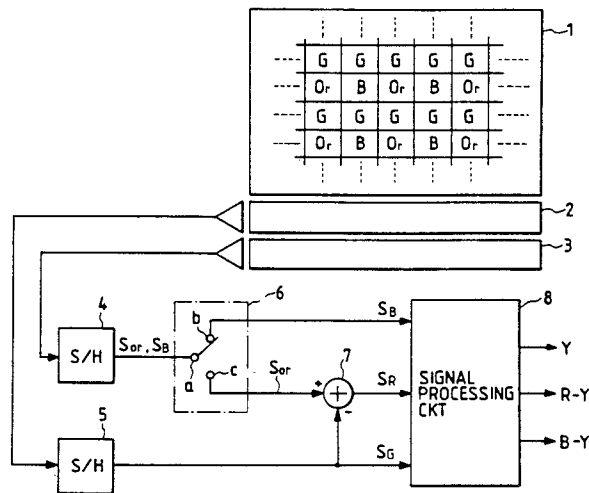 1
G G G G G
Or B Or B Or
G G G G G
Or B Or B Or
2
3
4
S/H
Sor, SB
6
b
a
c
SB
Sor
+
7
+
-
SR
SG
8
SIGNAL
PROCESSING
CKT
Y
R-Y
B-Y
5
S/H